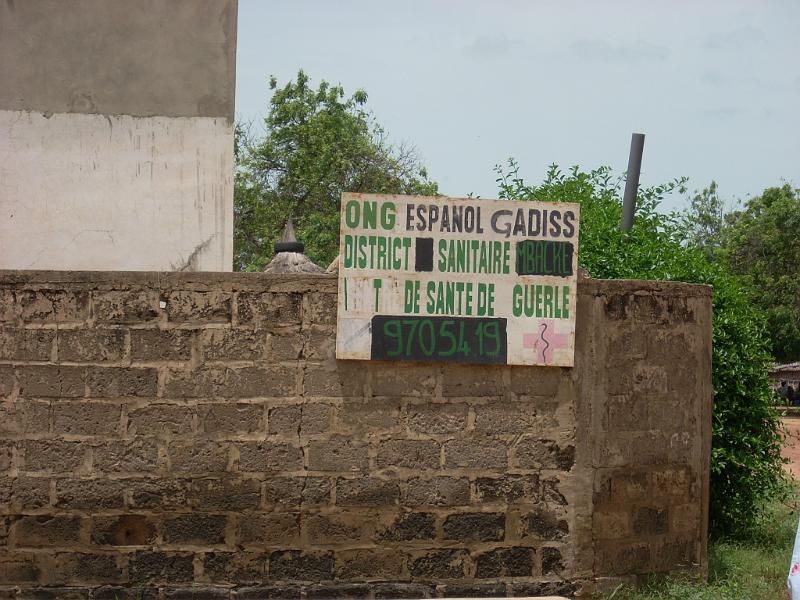 ONG ESPANOL GADISS
DISTRICT SANITAIRE MBACKE
DE SANTE DE GUERLE
9705419